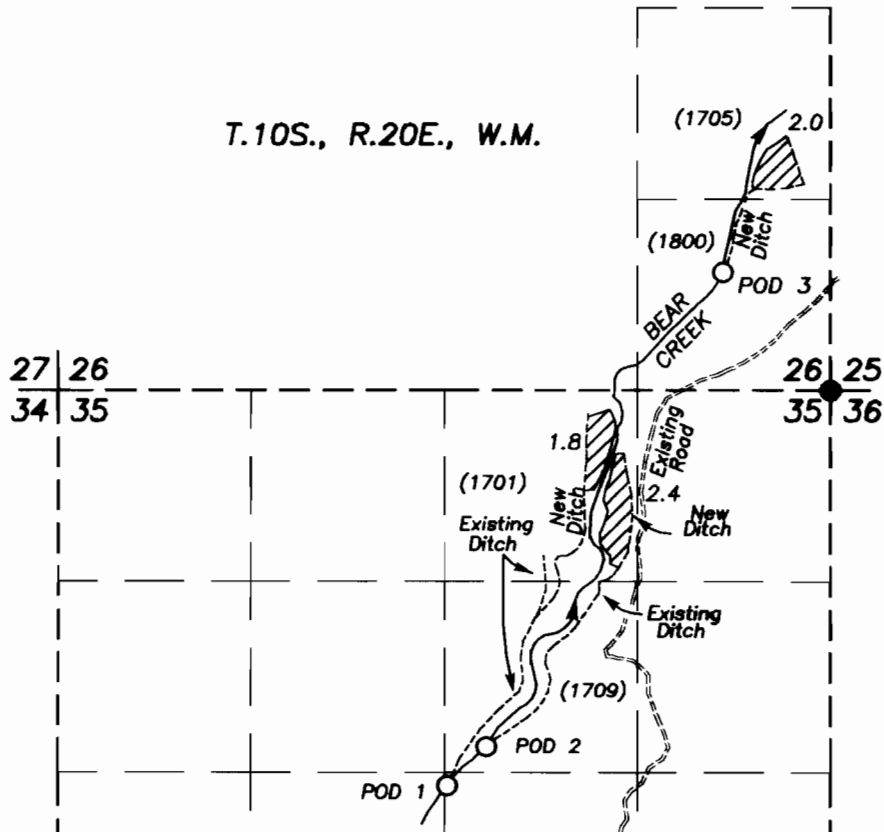 T.10S., R.20E., W.M.
(1705)
2.0
(1800)
New
Ditch
POD 3
BEAR
CREEK
27 26
34 35
26 25
35 36
1.8
(1701)
New
Ditch
Existing
Ditch
Existing
Road
2.4
New
Ditch
Existing
Ditch
(1709)
POD 2
POD 1